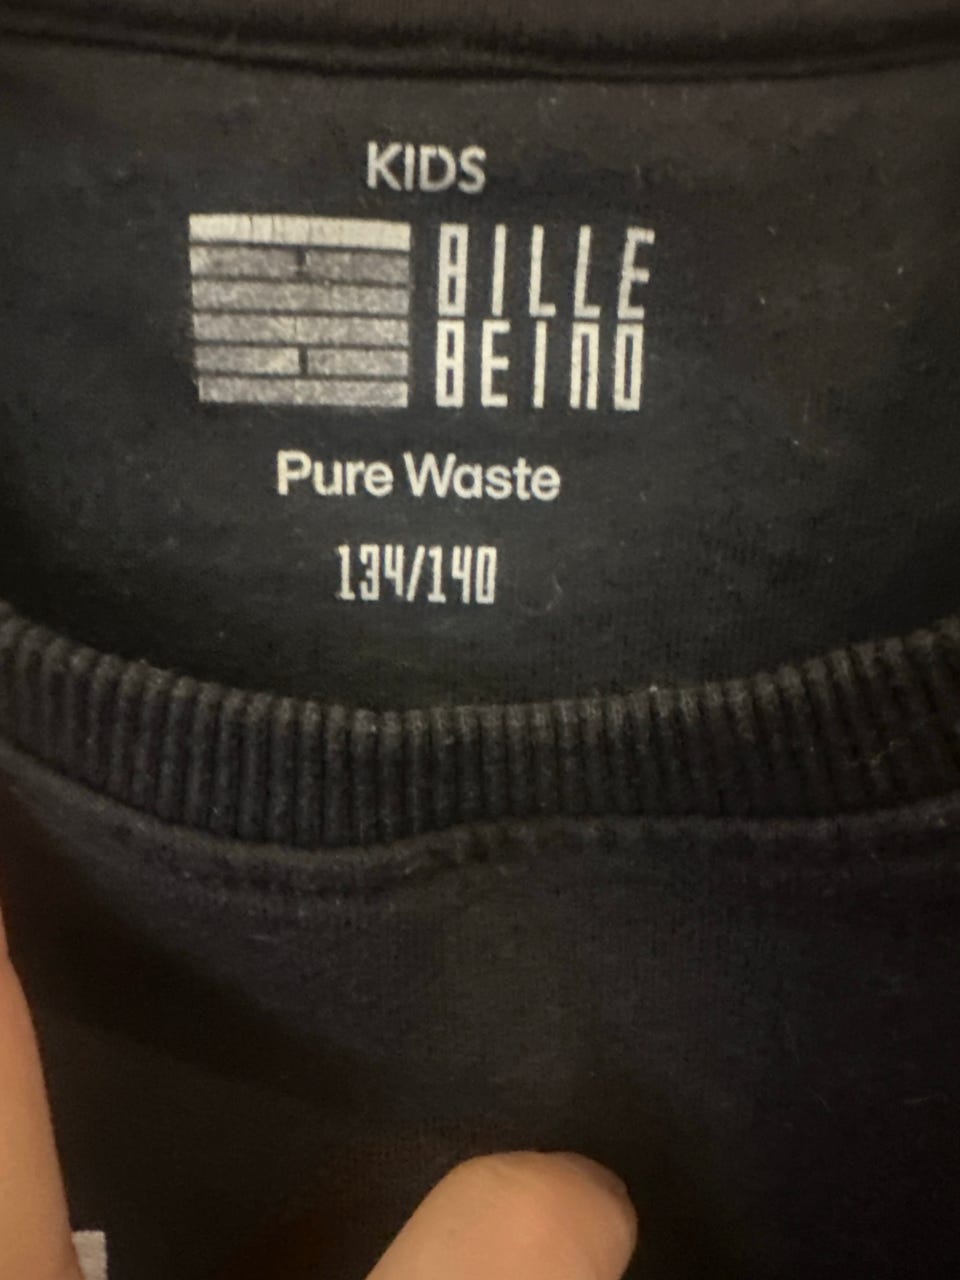 KIDS
BILLE
BEINO
Pure Waste
134/140